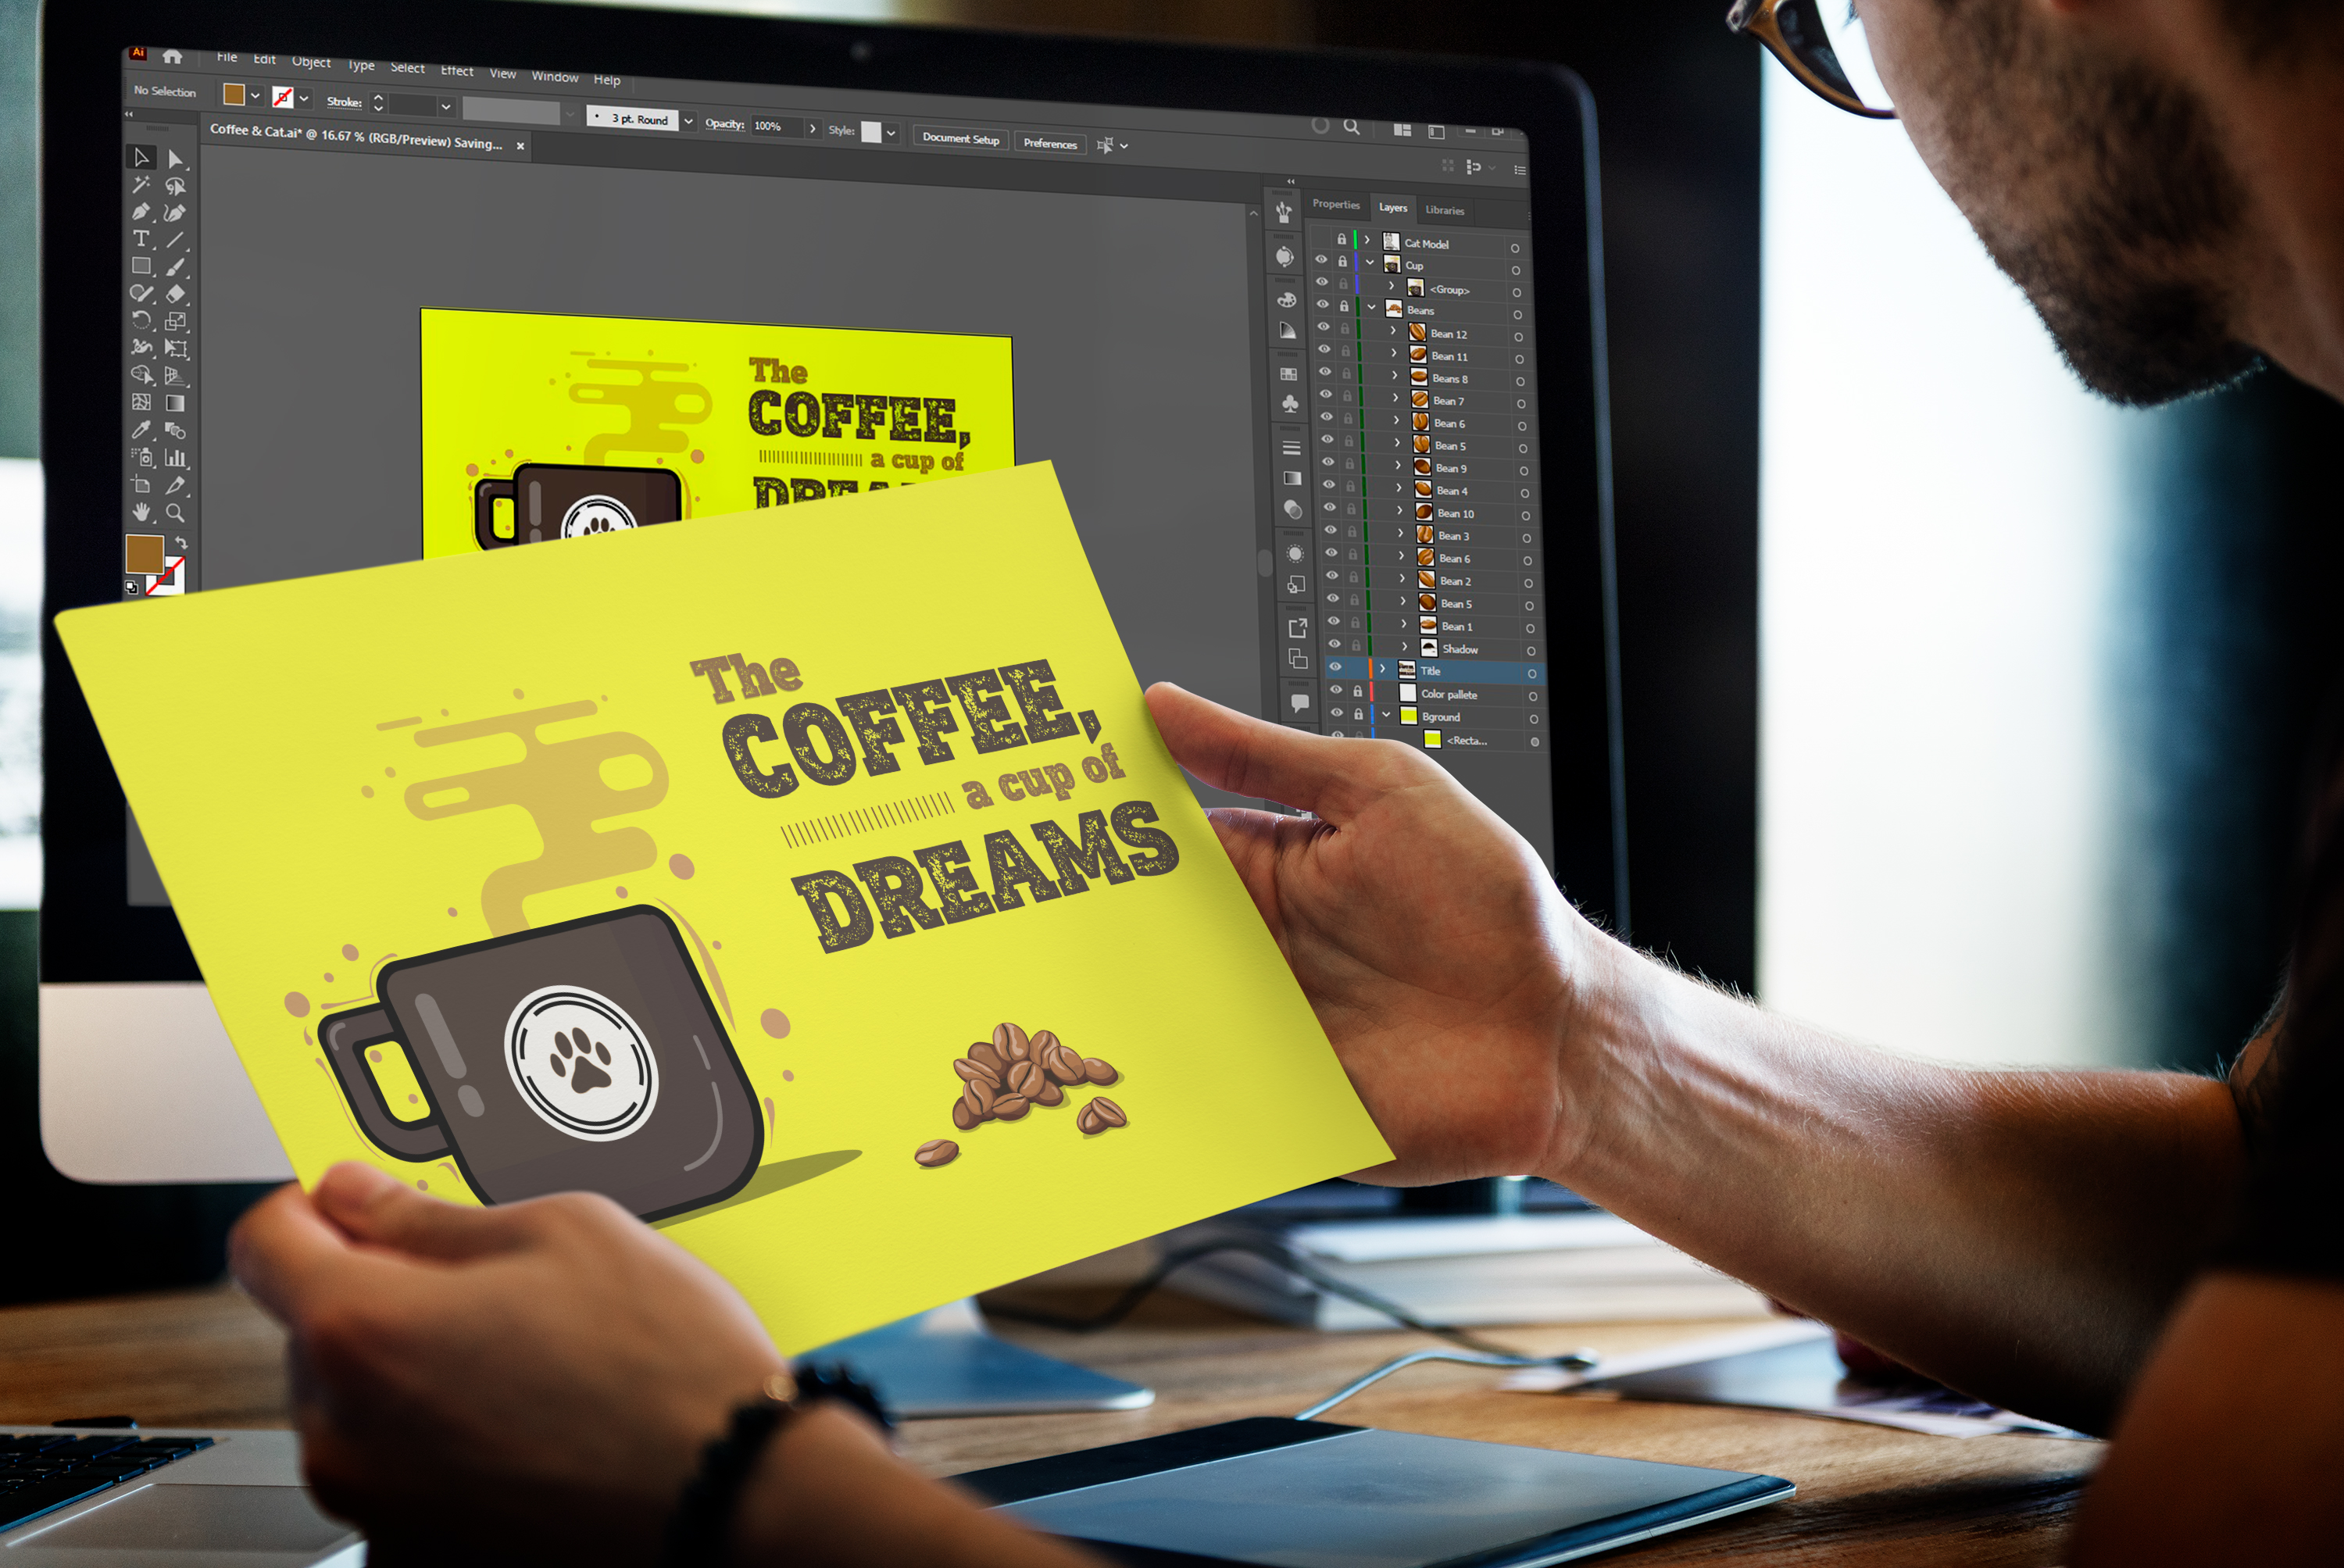 Ai File Edit Object Type Select Effect View Window Help
No Selection Stroke: 3 pt. Round Opacity: 100% Style: Document Setup Preferences
Coffee & Cat.ai* @ 16.67 % (RGB/Preview) Saving...
Properties Layers Libraries
Cat Model
Cup
<Group>
Beans
Bean 12
Bean 11
Beans 8
Bean 7
Bean 6
Bean 5
Bean 9
Bean 4
Bean 10
Bean 3
Bean 6
Bean 2
Bean 5
Bean 1
Shadow
Title
Color pallete
Bground
<Recta...
The
COFFEE,
a cup of
The
COFFEE,
a cup of
DREAMS